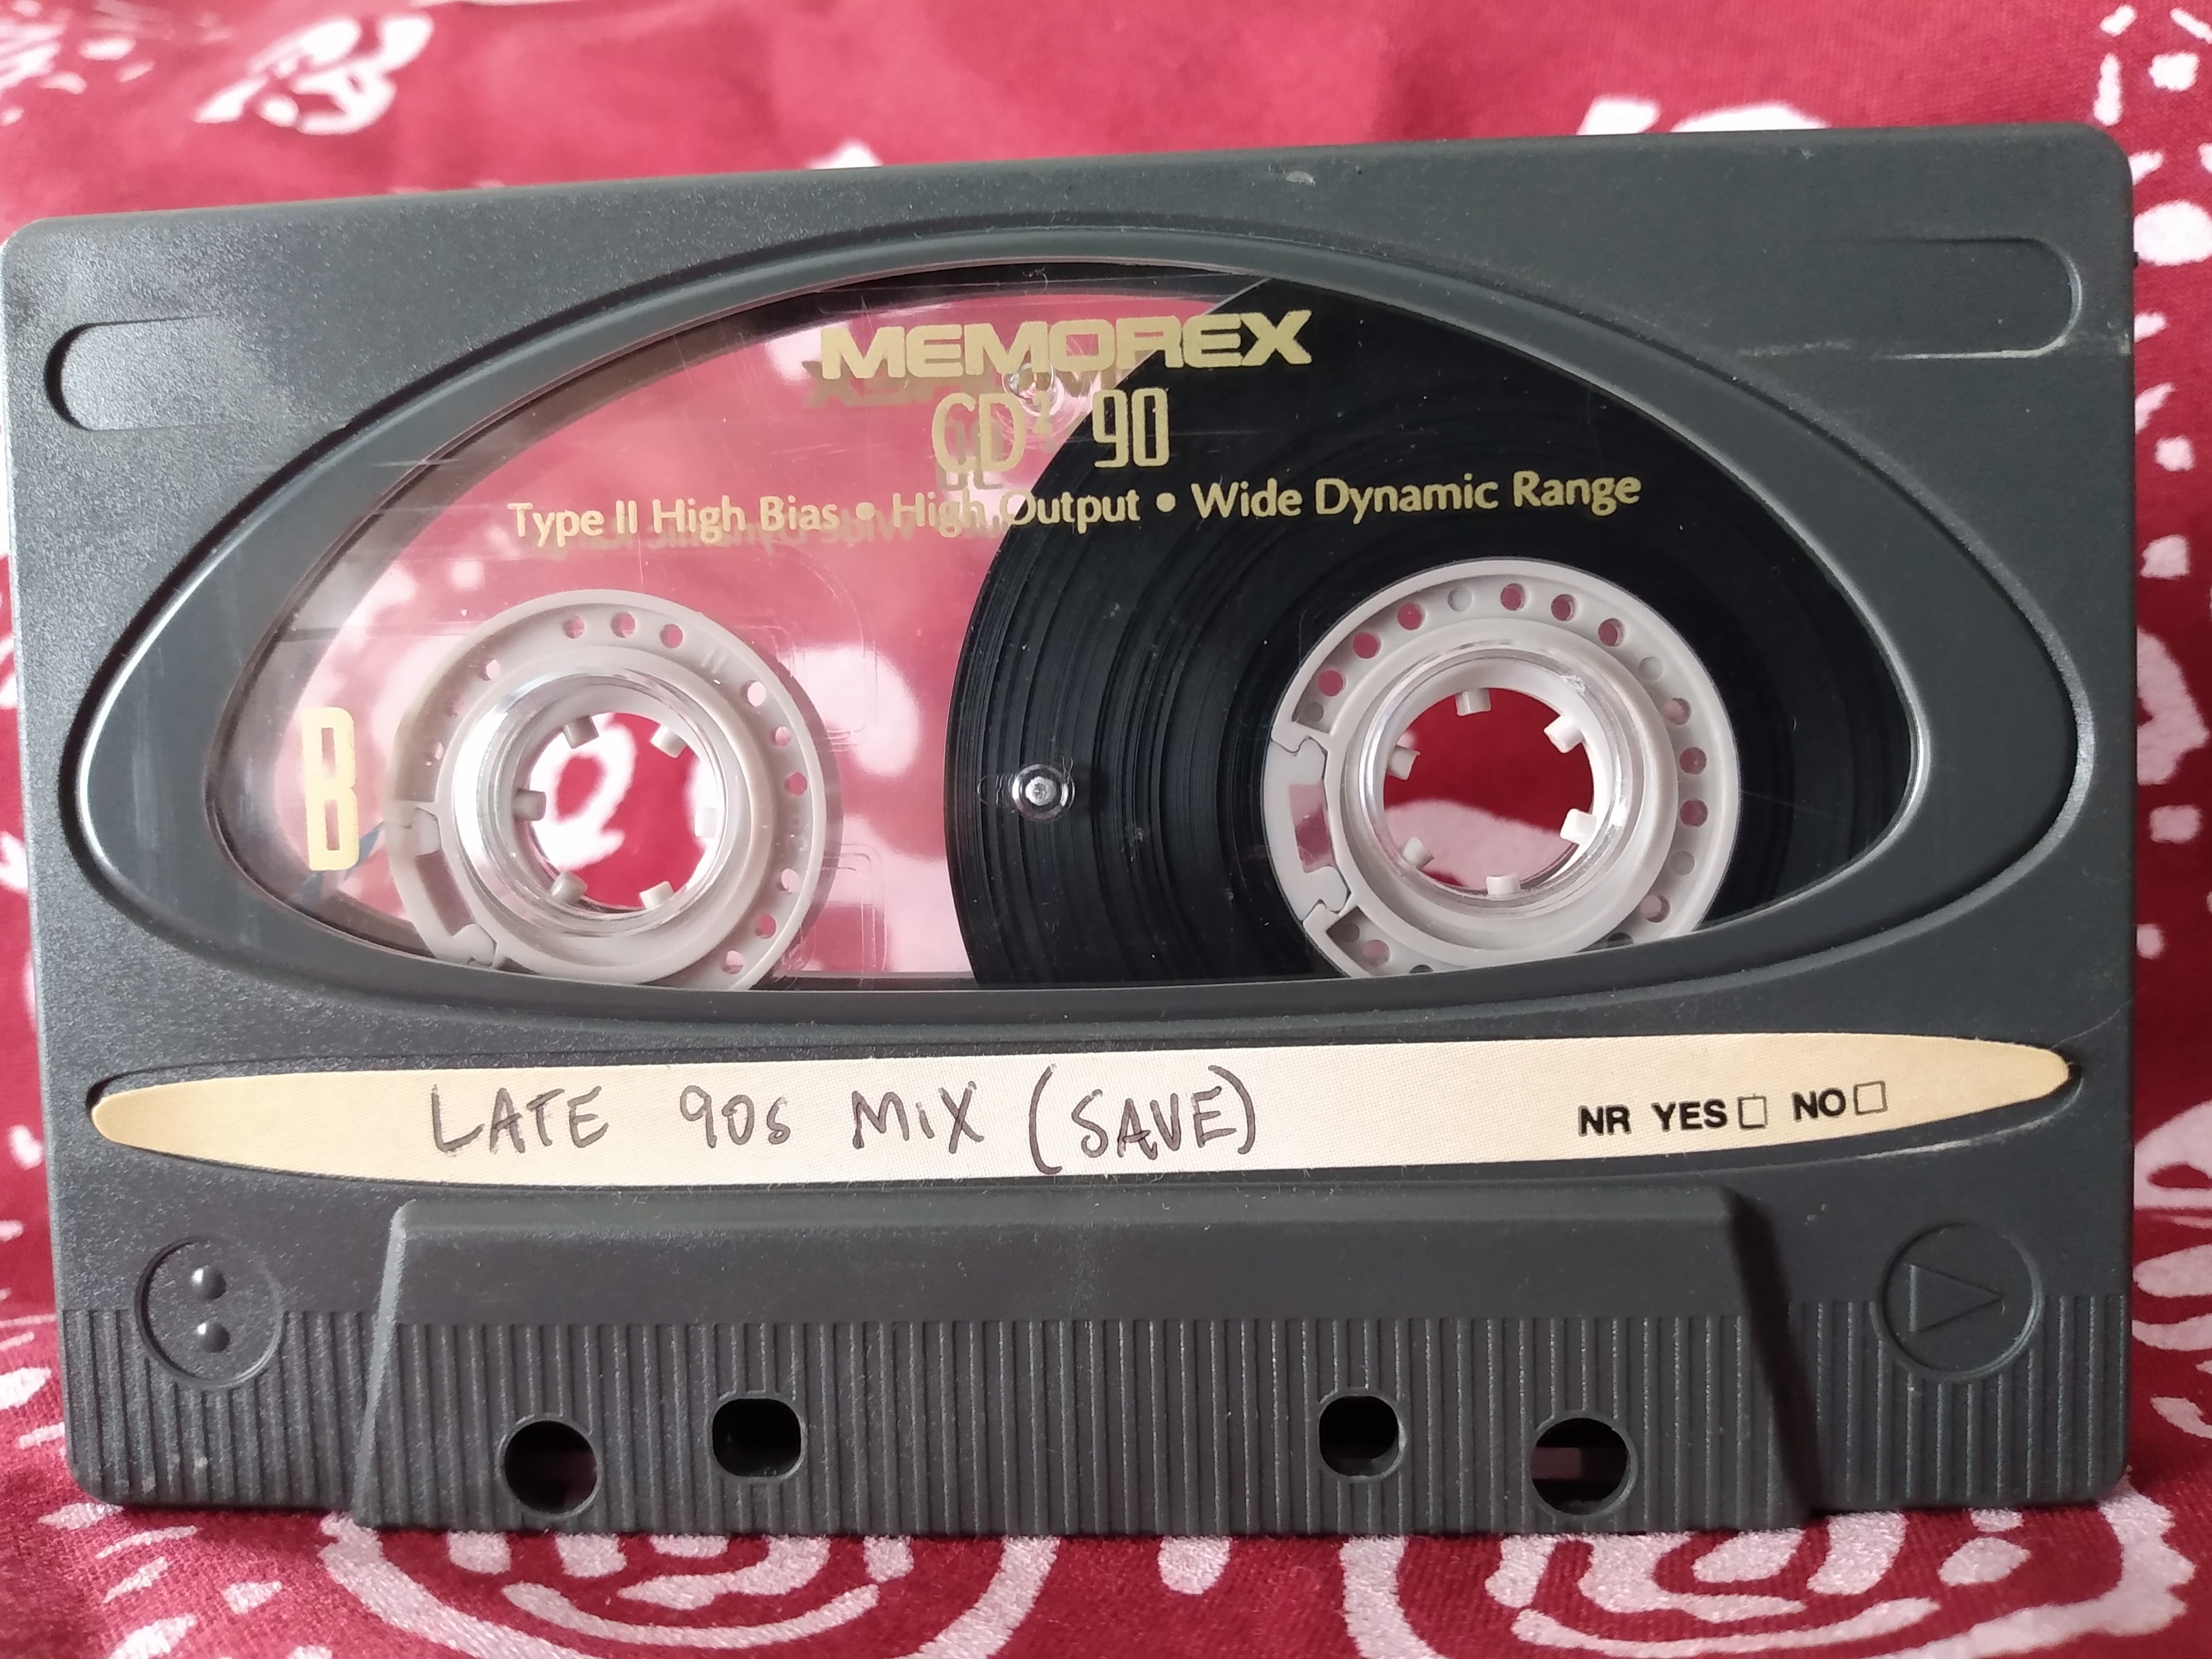 MEMOREX
CD² 90
Type II High Bias • High Output • Wide Dynamic Range
B
LATE 90s MIX (SAVE)
NR YES □ NO □